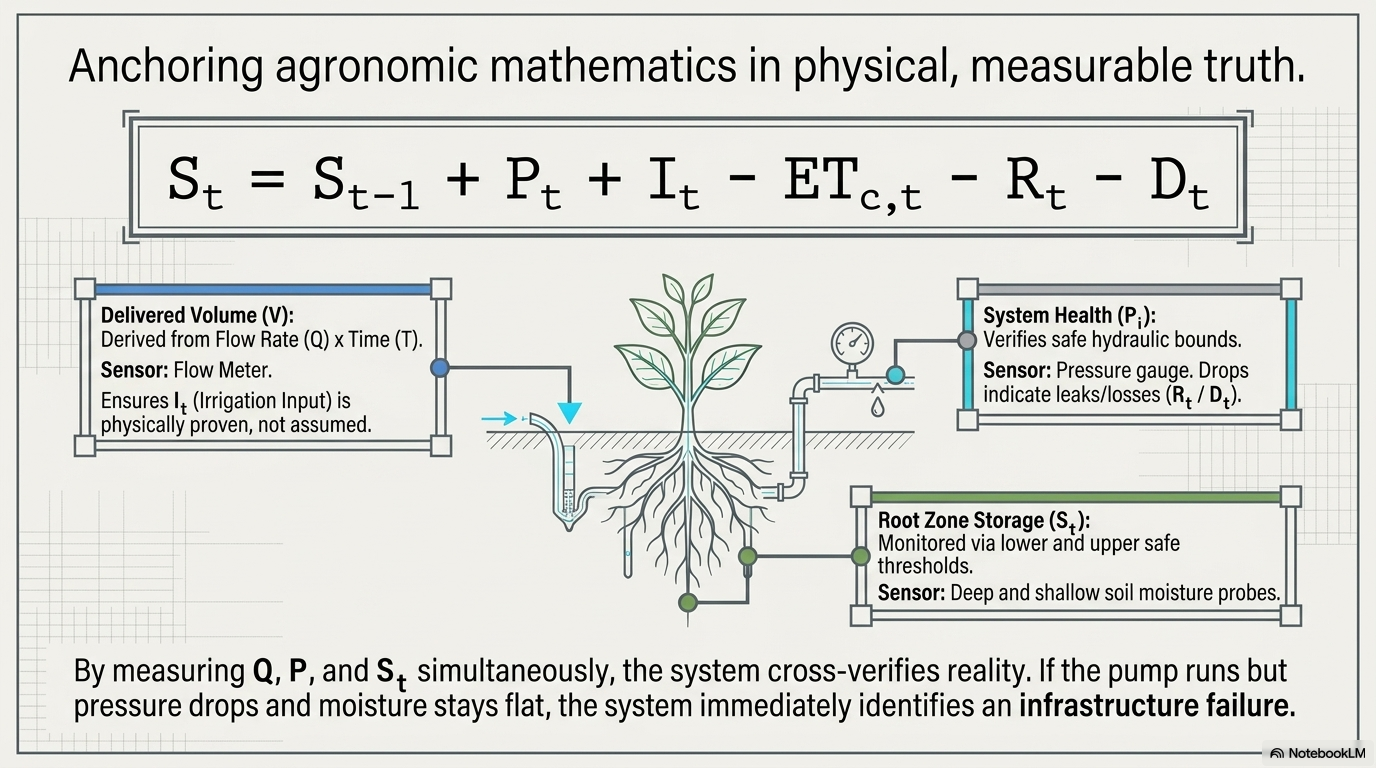 Anchoring agronomic mathematics in physical, measurable truth.
Sₜ = Sₜ₋₁ + Pₜ + Iₜ − ET_c,t − Rₜ − Dₜ
Delivered Volume (V):
Derived from Flow Rate (Q) x Time (T).
Sensor: Flow Meter.
Ensures Iₜ (Irrigation Input) is
physically proven, not assumed.
System Health (Pᵢ):
Verifies safe hydraulic bounds.
Sensor: Pressure gauge. Drops
indicate leaks/losses (Rₜ / Dₜ).
Root Zone Storage (Sₜ):
Monitored via lower and upper safe
thresholds.
Sensor: Deep and shallow soil moisture probes.
By measuring Q, P, and Sₜ simultaneously, the system cross-verifies reality. If the pump runs but
pressure drops and moisture stays flat, the system immediately identifies an infrastructure failure.
NotebookLM